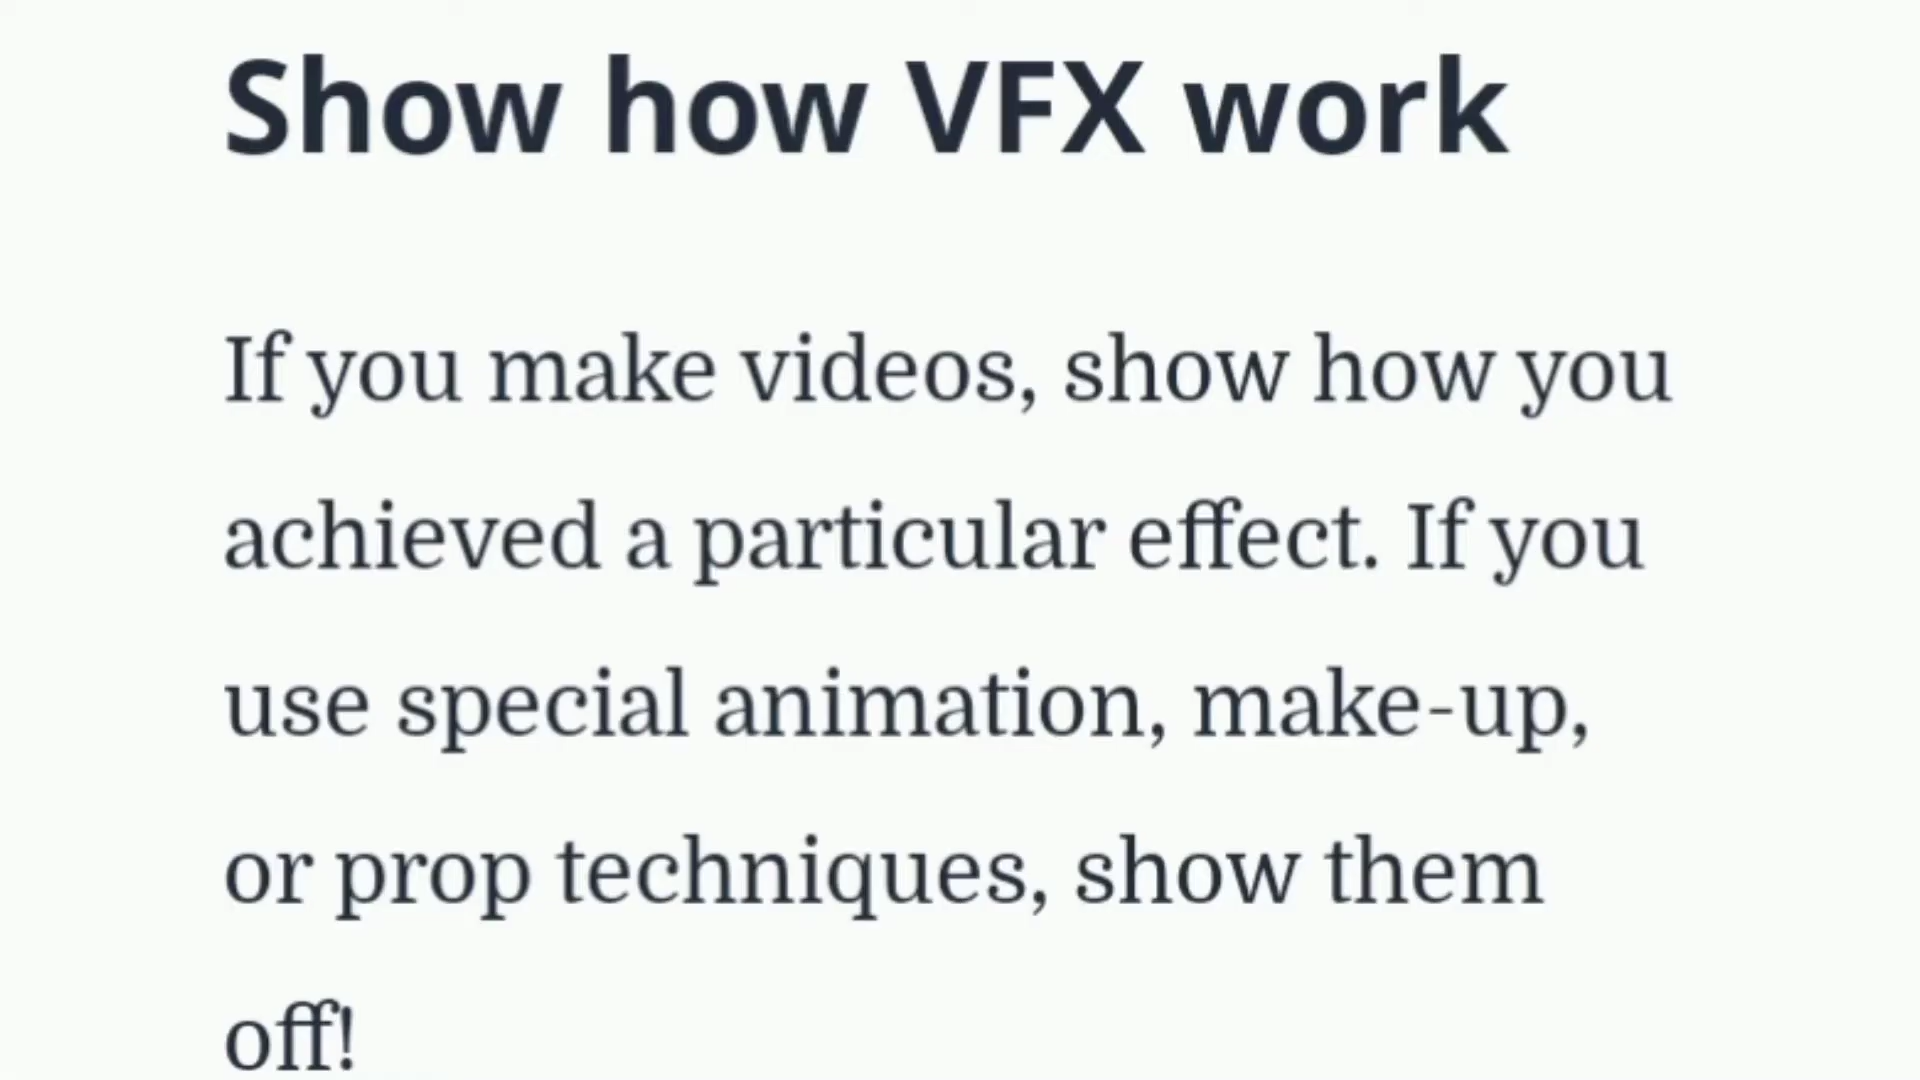 Show how VFX work
If you make videos, show how you
achieved a particular effect. If you
use special animation, make-up,
or prop techniques, show them
off!